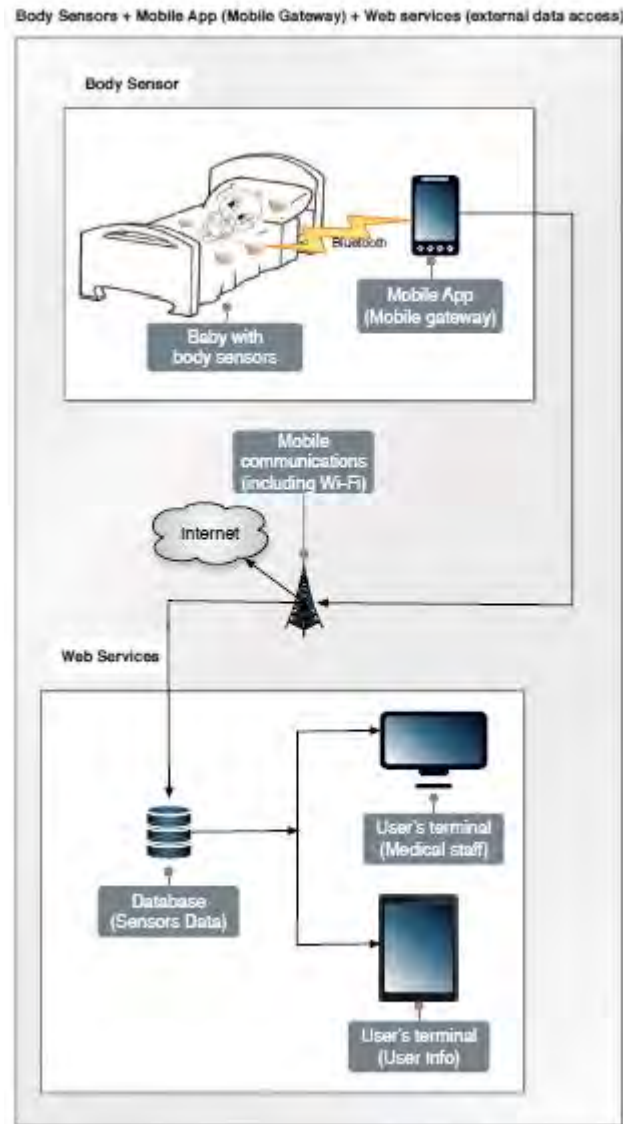 Body Sensors + Mobile App (Mobile Gateway) + Web services (external data access)
Body Sensor
Bluetooth
Mobile App
(Mobile gateway)
Baby with
body sensors
Mobile
communications
(including Wi-Fi)
Internet
Web Services
User's terminal
(Medical staff)
Database
(Sensors Data)
User's terminal
(User info)